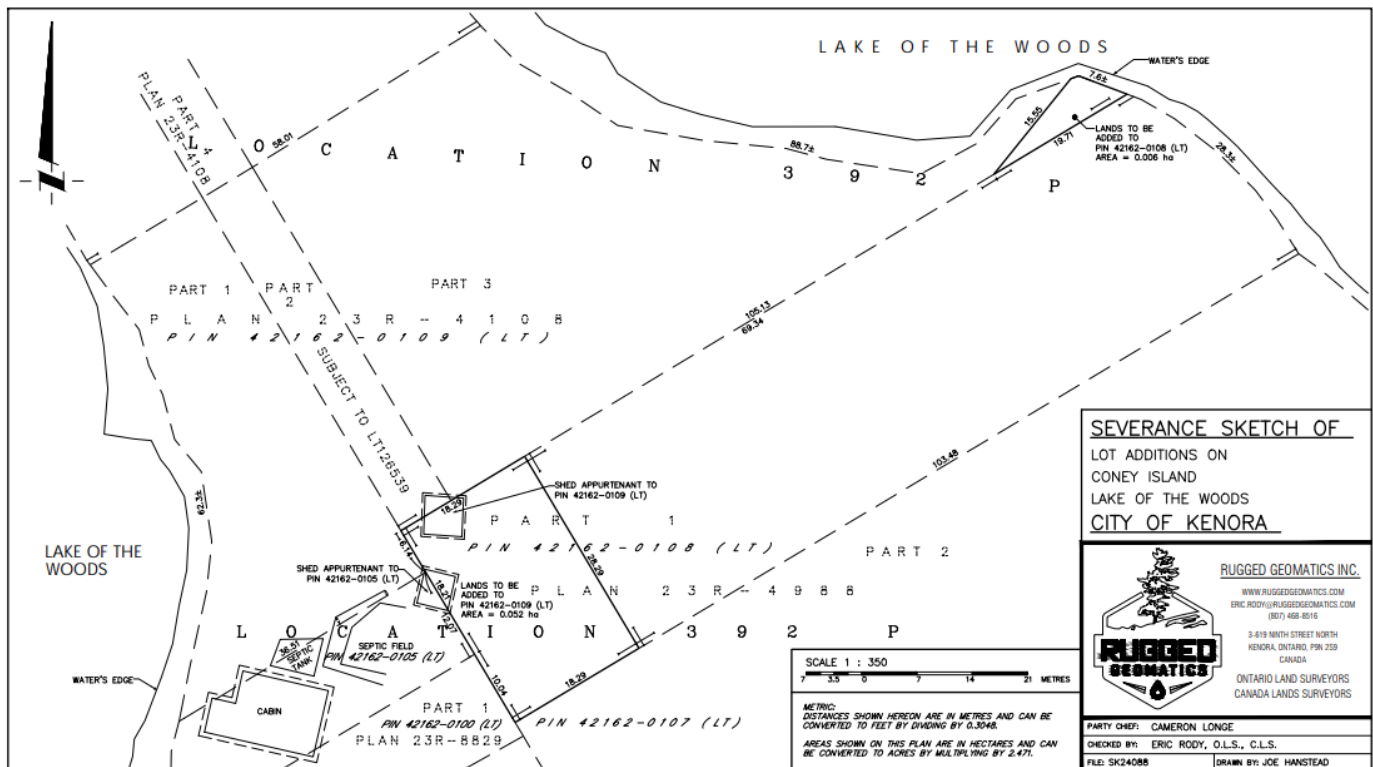 LAKE OF THE WOODS
WATER'S EDGE
7.6±
15.55
19.71
LANDS TO BE
ADDED TO
PIN 42162-0108 (LT)
AREA = 0.006 ha
28.3±
88.7±
58.01
PART 4
PLAN 23R-4108
LOCATION 392 P
PART 1
PART
2
PART 3
PLAN 23R-4108
PIN 42162-0109 (LT)
SUBJECT TO LT126539
105.13
69.34
103.48
SHED APPURTENANT TO
PIN 42162-0109 (LT)
18.29
PART 1
PIN 42162-0108 (LT)
PART 2
28.29
6.14
SHED APPURTENANT TO
PIN 42162-0105 (LT)
18.21
12.07
LANDS TO BE
ADDED TO
PIN 42162-0109 (LT)
AREA = 0.052 ha
PLAN 23R-4988
LAKE OF THE
WOODS
62.3±
LOCATION 392 P
36.51
SEPTIC
TANK
SEPTIC FIELD
PIN 42162-0105 (LT)
WATER'S EDGE
CABIN
10.04
18.29
PART 1
PIN 42162-0100 (LT)
PLAN 23R-8829
PIN 42162-0107 (LT)
SCALE 1 : 350
7 3.5 0 7 14 21 METRES
METRIC:
DISTANCES SHOWN HEREON ARE IN METRES AND CAN BE
CONVERTED TO FEET BY DIVIDING BY 0.3048.
AREAS SHOWN ON THIS PLAN ARE IN HECTARES AND CAN
BE CONVERTED TO ACRES BY MULTIPLYING BY 2.471.
SEVERANCE SKETCH OF
LOT ADDITIONS ON
CONEY ISLAND
LAKE OF THE WOODS
CITY OF KENORA
RUGGED
GEOMATICS
RUGGED GEOMATICS INC.
WWW.RUGGEDGEOMATICS.COM
ERIC.RODY@RUGGEDGEOMATICS.COM
(807) 468-8516
3-619 NINTH STREET NORTH
KENORA, ONTARIO, P9N 2S9
CANADA
ONTARIO LAND SURVEYORS
CANADA LANDS SURVEYORS
PARTY CHIEF: CAMERON LONGE
CHECKED BY: ERIC RODY, O.L.S., C.L.S.
FILE: SK24088
DRAWN BY: JOE HANSTEAD